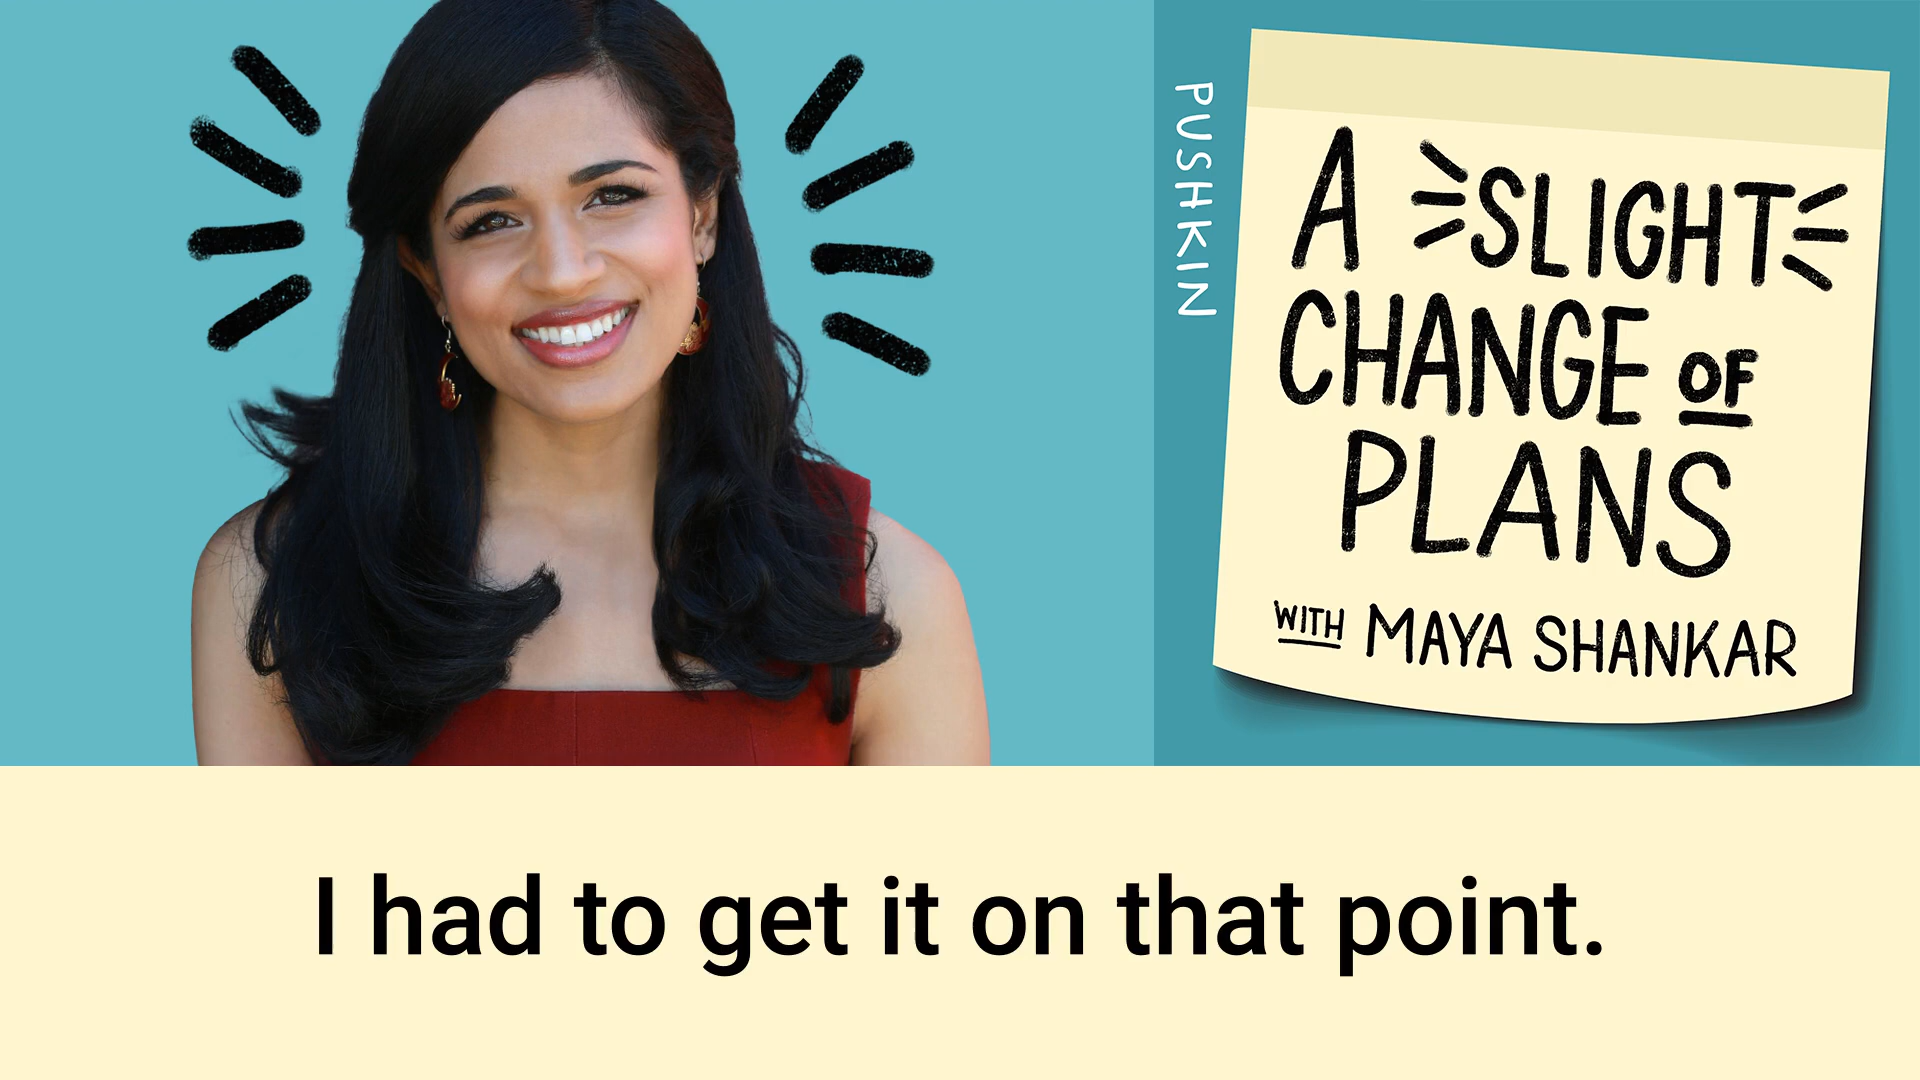 PUSHKIN
A SLIGHT
CHANGE OF
PLANS
WITH MAYA SHANKAR
I had to get it on that point.